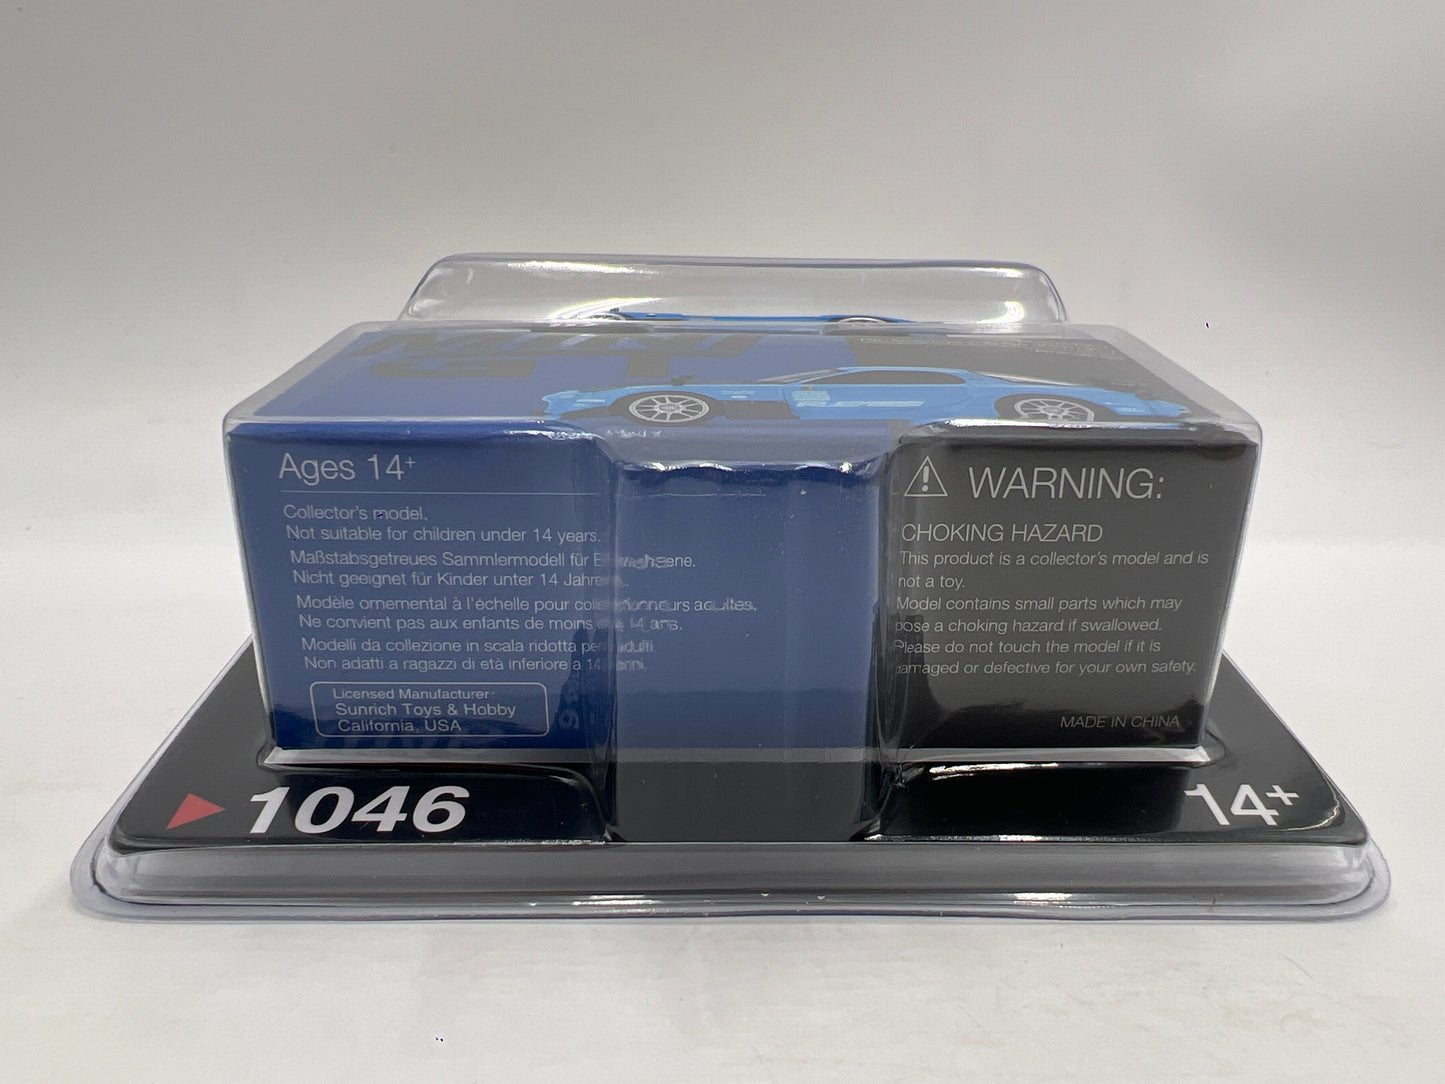 MINI
GT
Ages 14+
Collector's model.
Not suitable for children under 14 years.
Maßstabsgetreues Sammlermodell für
Nicht geeignet für Kinder unter 14 Jahre
Modèle ornemental à l'échelle pour
Ne convient pas aux enfants de moins 14 ans.
Modelli da collezione in scala ridotta per adulti
Non adatti a ragazzi di età inferiore a 14 anni.
Licensed Manufacturer:
Sunrich Toys & Hobby
California, USA
WARNING:
CHOKING HAZARD
This product is a collector's model and is
not a toy.
Model contains small parts which may
pose a choking hazard if swallowed.
Please do not touch the model if it is
damaged or defective for your own safety.
MADE IN CHINA
1046
14+